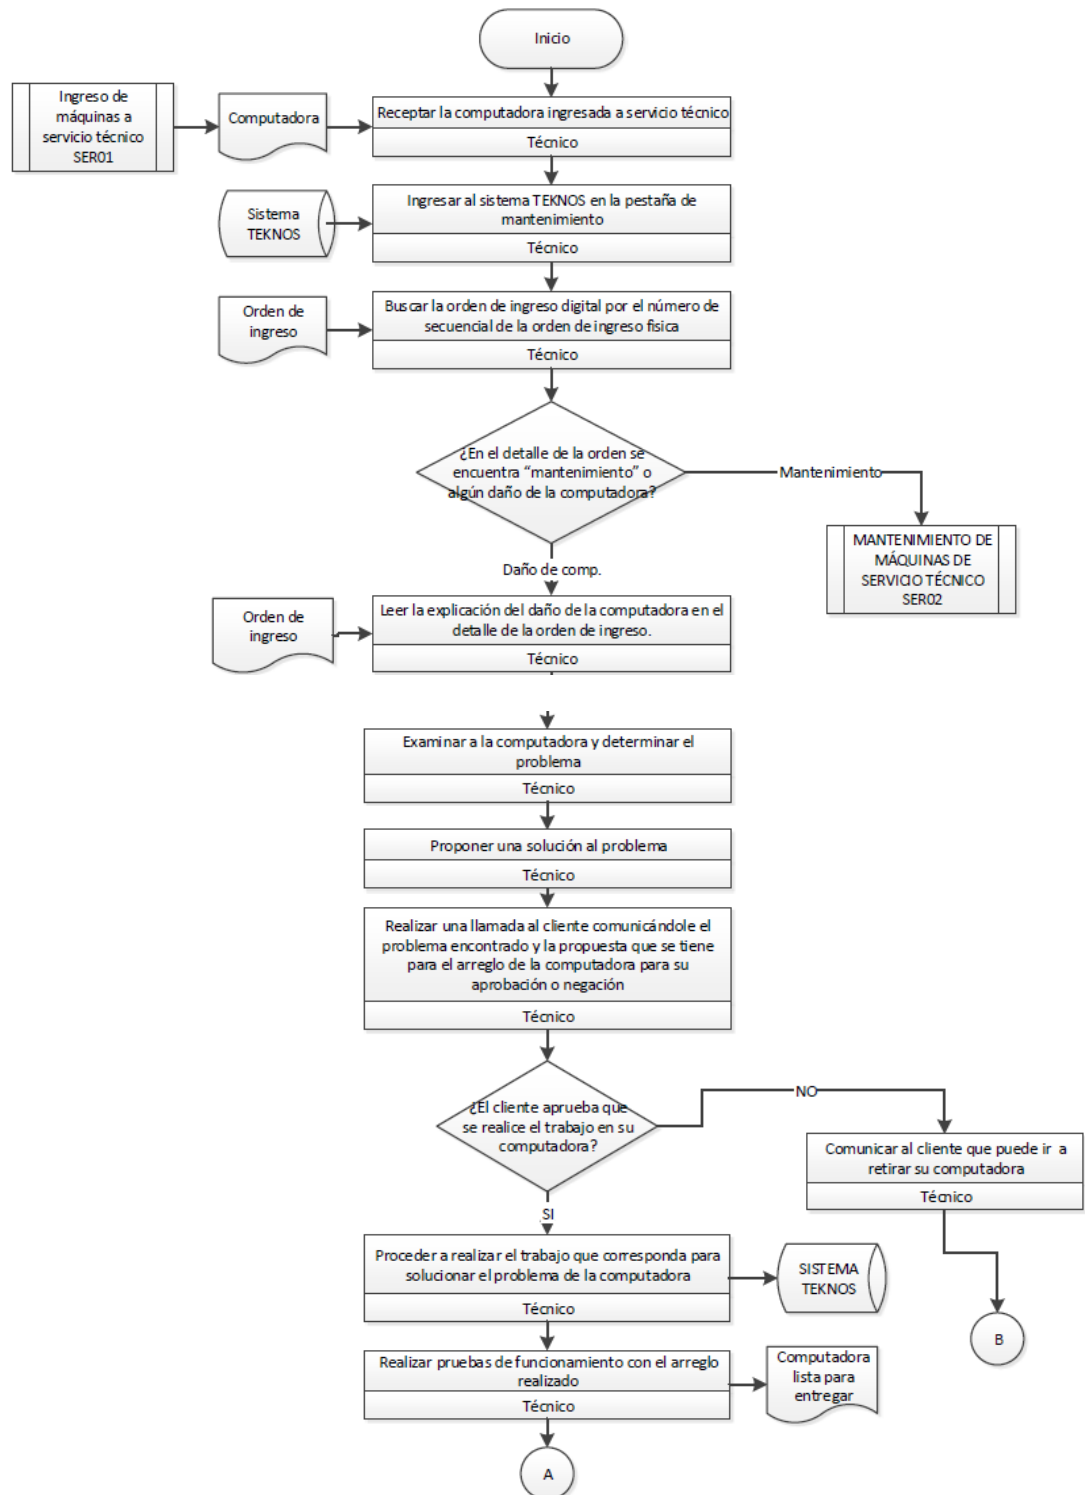 Inicio
Ingreso de
máquinas a
servicio técnico
SER01
Computadora
Receptar la computadora ingresada a servicio técnico
Técnico
Sistema
TEKNOS
Ingresar al sistema TEKNOS en la pestaña de
mantenimiento
Técnico
Orden de
ingreso
Buscar la orden de ingreso digital por el número de
secuencial de la orden de ingreso física
Técnico
¿En el detalle de la orden se
encuentra “mantenimiento” o
algún daño de la computadora?
Mantenimiento
MANTENIMIENTO DE
MÁQUINAS DE
SERVICIO TÉCNICO
SER02
Daño de comp.
Orden de
ingreso
Leer la explicación del daño de la computadora en el
detalle de la orden de ingreso.
Técnico
Examinar a la computadora y determinar el
problema
Técnico
Proponer una solución al problema
Técnico
Realizar una llamada al cliente comunicándole el
problema encontrado y la propuesta que se tiene
para el arreglo de la computadora para su
aprobación o negación
Técnico
¿El cliente aprueba que
se realice el trabajo en su
computadora?
NO
Comunicar al cliente que puede ir a
retirar su computadora
Técnico
SI
Proceder a realizar el trabajo que corresponda para
solucionar el problema de la computadora
Técnico
SISTEMA
TEKNOS
B
Realizar pruebas de funcionamiento con el arreglo
realizado
Técnico
Computadora
lista para
entregar
A